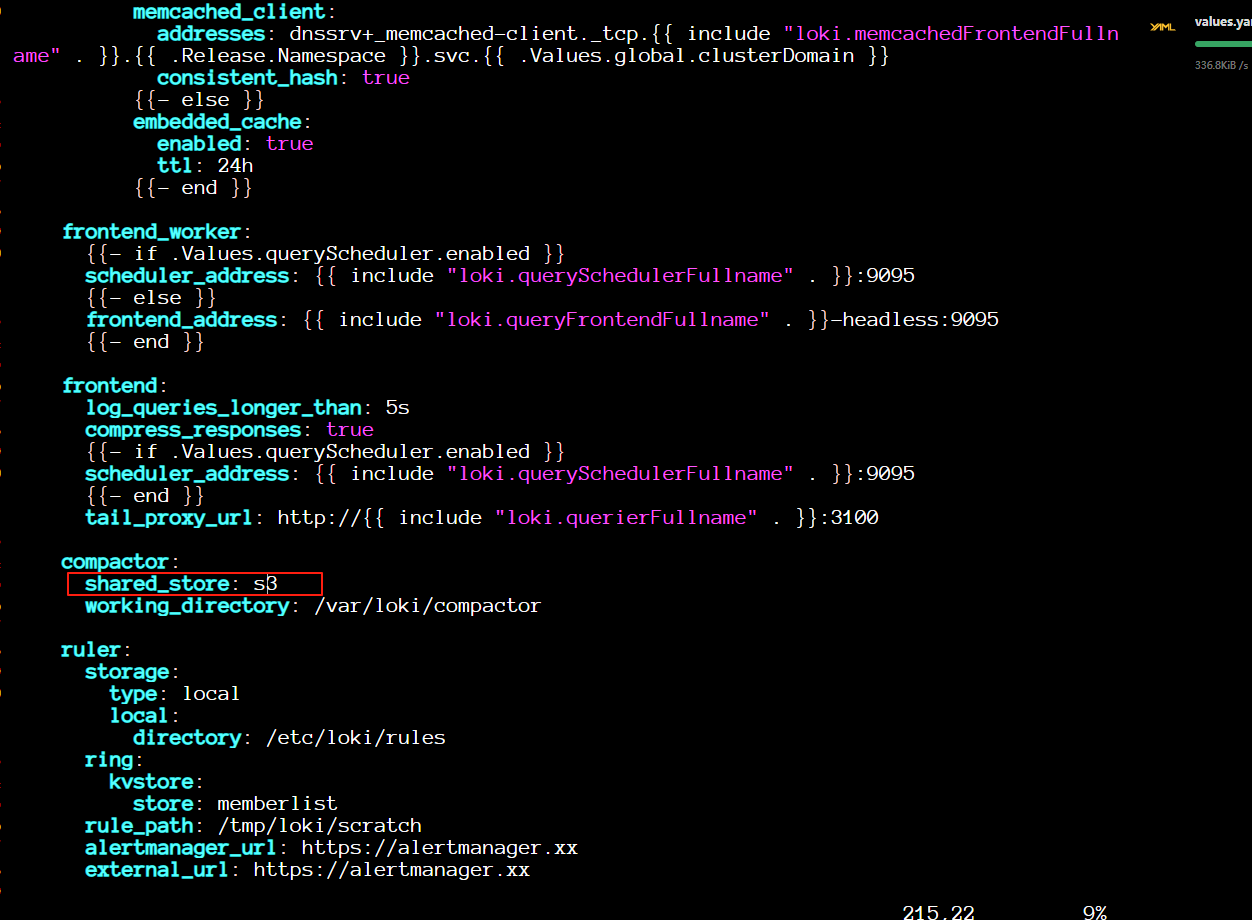 memcached_client:
            addresses: dnssrv+_memcached-client._tcp.{{ include "loki.memcachedFrontendFulln
ame" . }}.{{ .Release.Namespace }}.svc.{{ .Values.global.clusterDomain }}
            consistent_hash: true
          {{- else }}
          embedded_cache:
            enabled: true
            ttl: 24h
          {{- end }}

    frontend_worker:
      {{- if .Values.queryScheduler.enabled }}
      scheduler_address: {{ include "loki.querySchedulerFullname" . }}:9095
      {{- else }}
      frontend_address: {{ include "loki.queryFrontendFullname" . }}-headless:9095
      {{- end }}

    frontend:
      log_queries_longer_than: 5s
      compress_responses: true
      {{- if .Values.queryScheduler.enabled }}
      scheduler_address: {{ include "loki.querySchedulerFullname" . }}:9095
      {{- end }}
      tail_proxy_url: http://{{ include "loki.querierFullname" . }}:3100

    compactor:
      shared_store: s3
      working_directory: /var/loki/compactor

    ruler:
      storage:
        type: local
        local:
          directory: /etc/loki/rules
      ring:
        kvstore:
          store: memberlist
      rule_path: /tmp/loki/scratch
      alertmanager_url: https://alertmanager.xx
      external_url: https://alertmanager.xx

215,22 9%
YAML
values.ya
336.8KiB /s